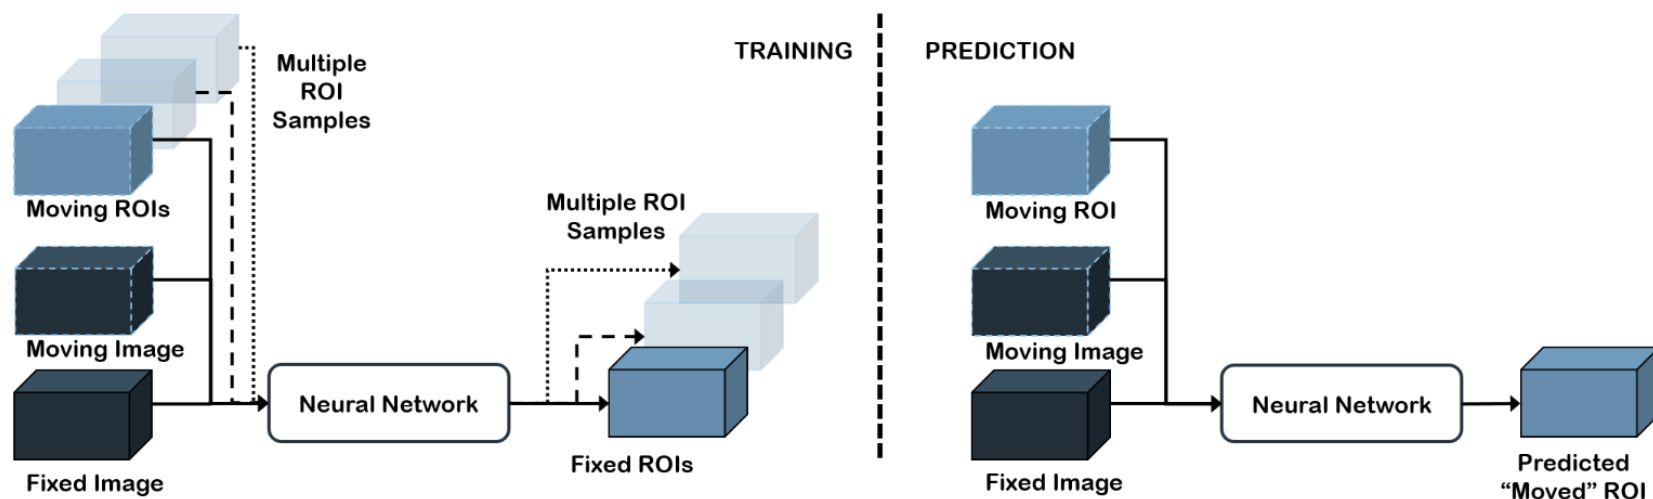 TRAINING
PREDICTION
Multiple
ROI
Samples
Moving ROIs
Moving Image
Fixed Image
Neural Network
Multiple ROI
Samples
Fixed ROIs
Moving ROI
Moving Image
Fixed Image
Neural Network
Predicted
“Moved” ROI